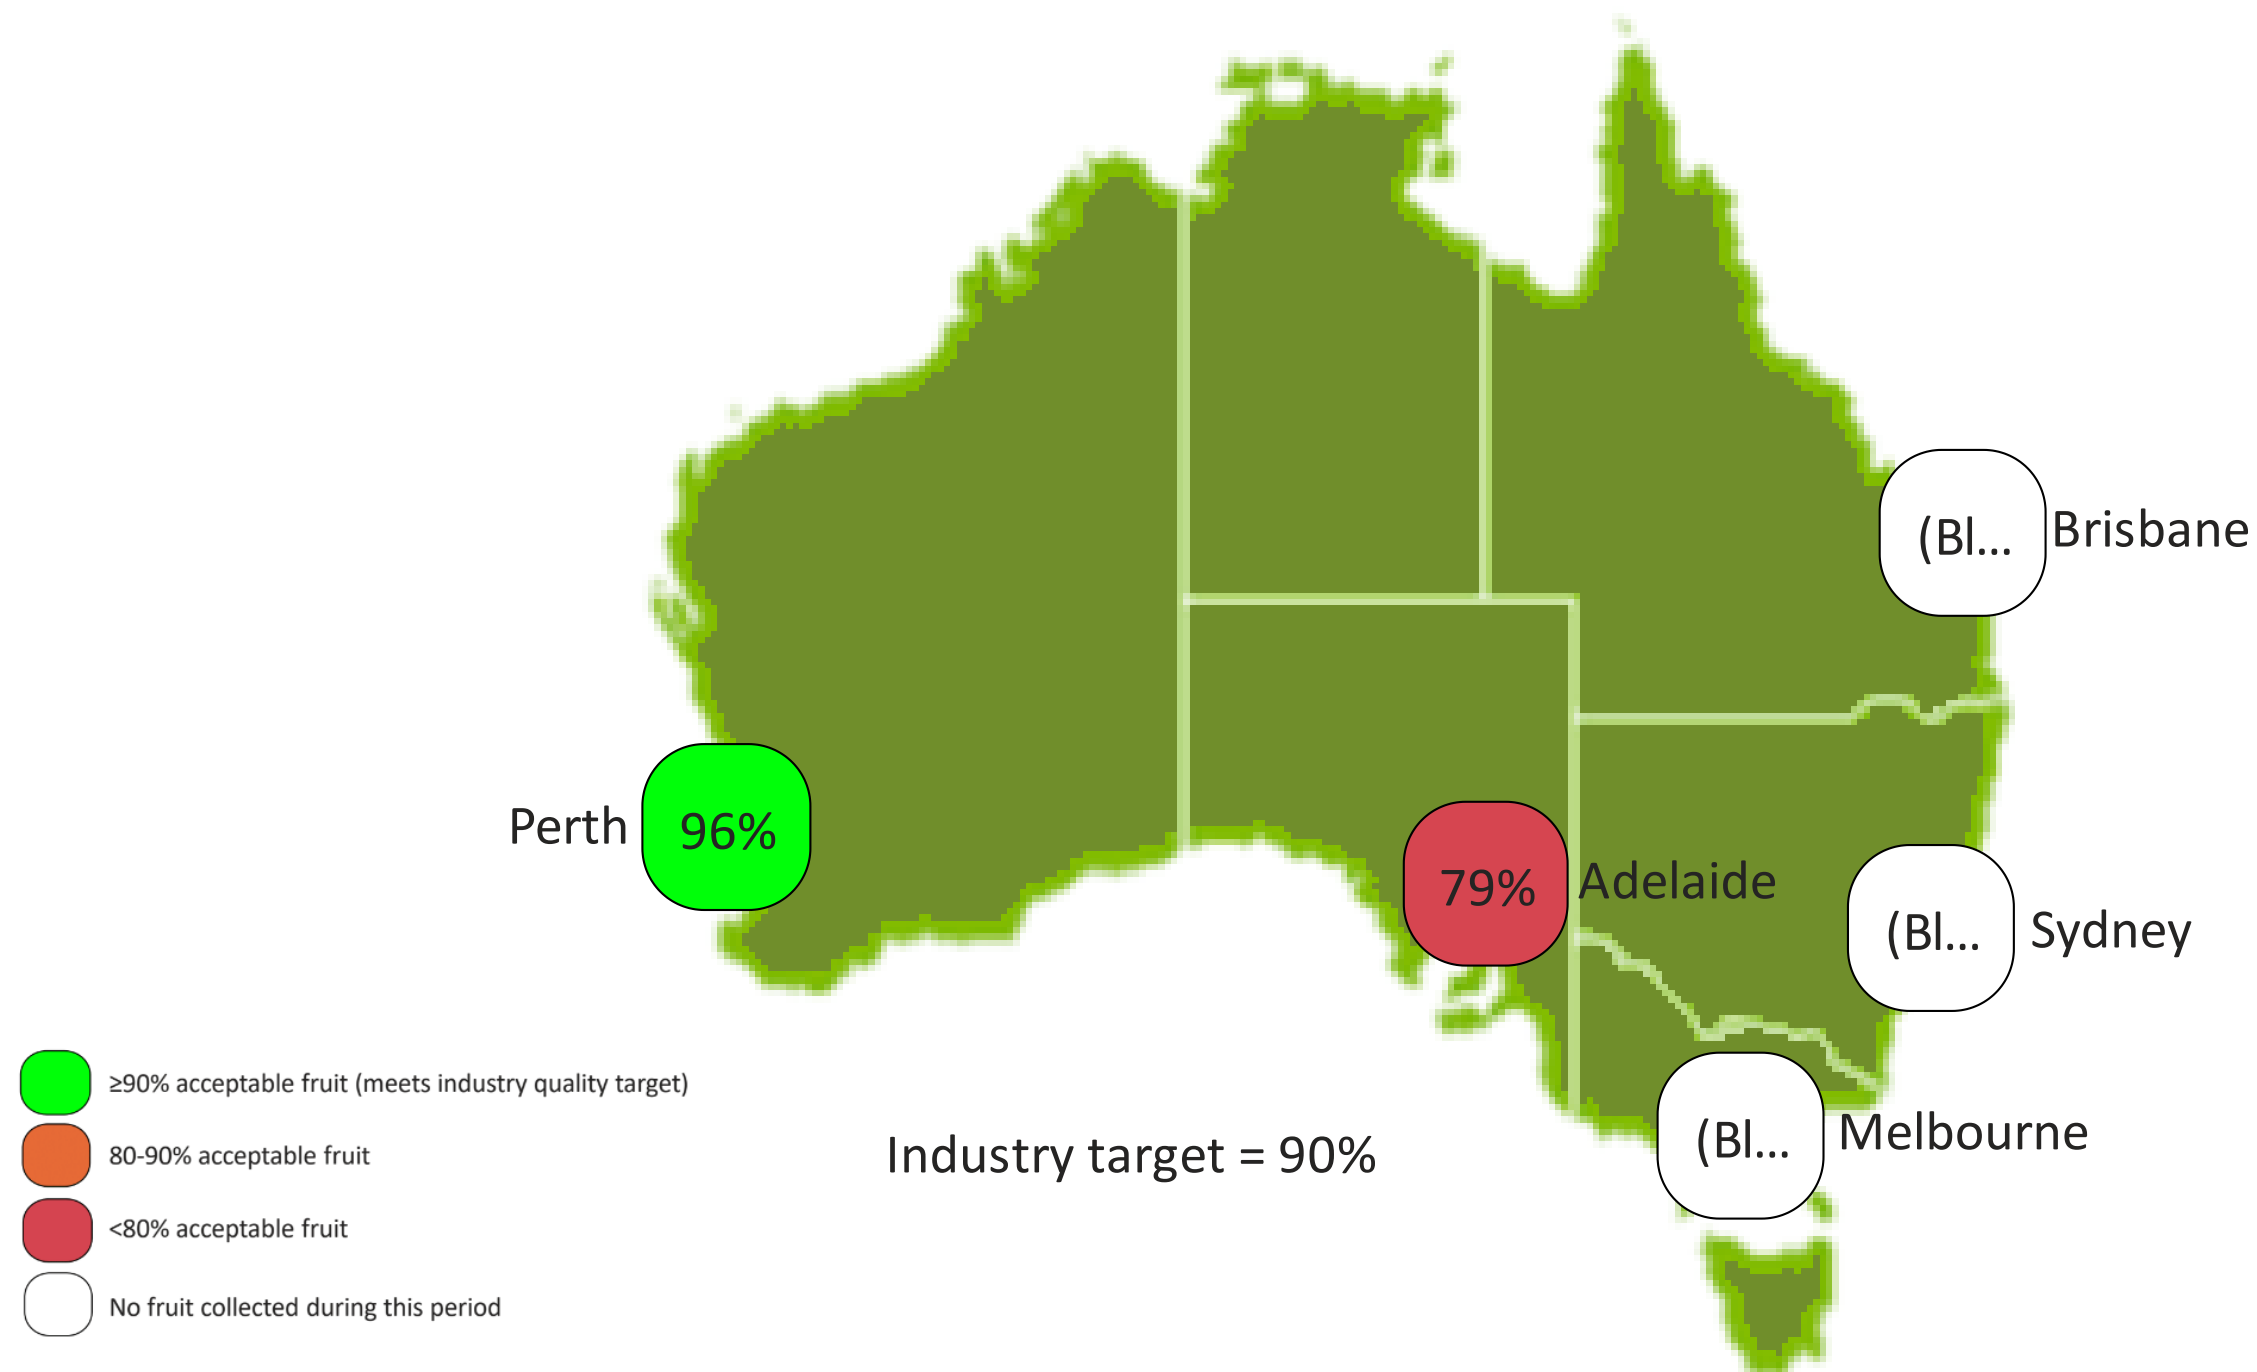 (Bl...
Brisbane
Perth
96%
79%
Adelaide
(Bl...
Sydney
≥90% acceptable fruit (meets industry quality target)
(Bl...
Melbourne
80-90% acceptable fruit
Industry target = 90%
<80% acceptable fruit
No fruit collected during this period